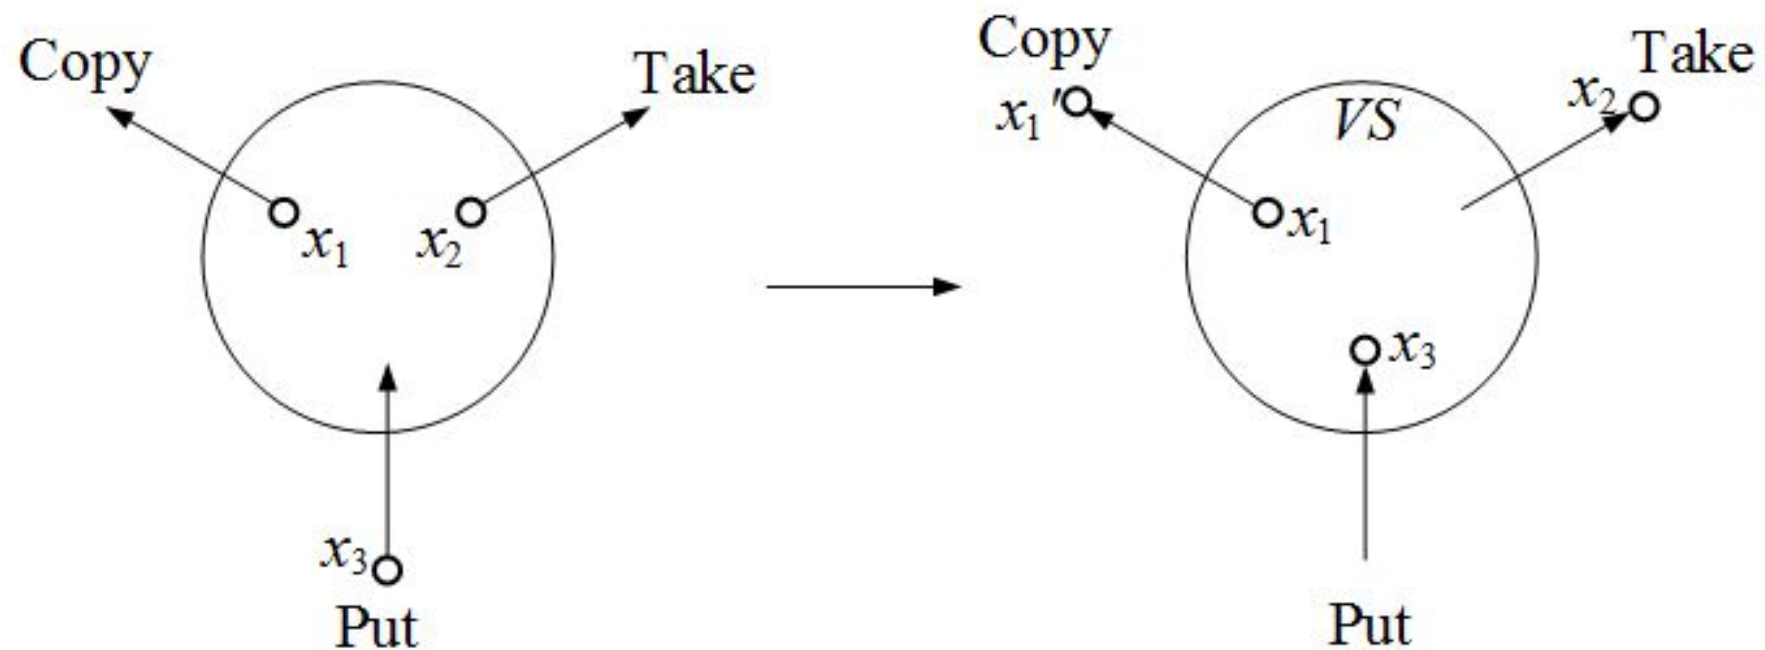 Copy
Take
x₁
x₂
x₃
Put
Copy
x₁'
VS
x₂
Take
x₁
x₃
Put